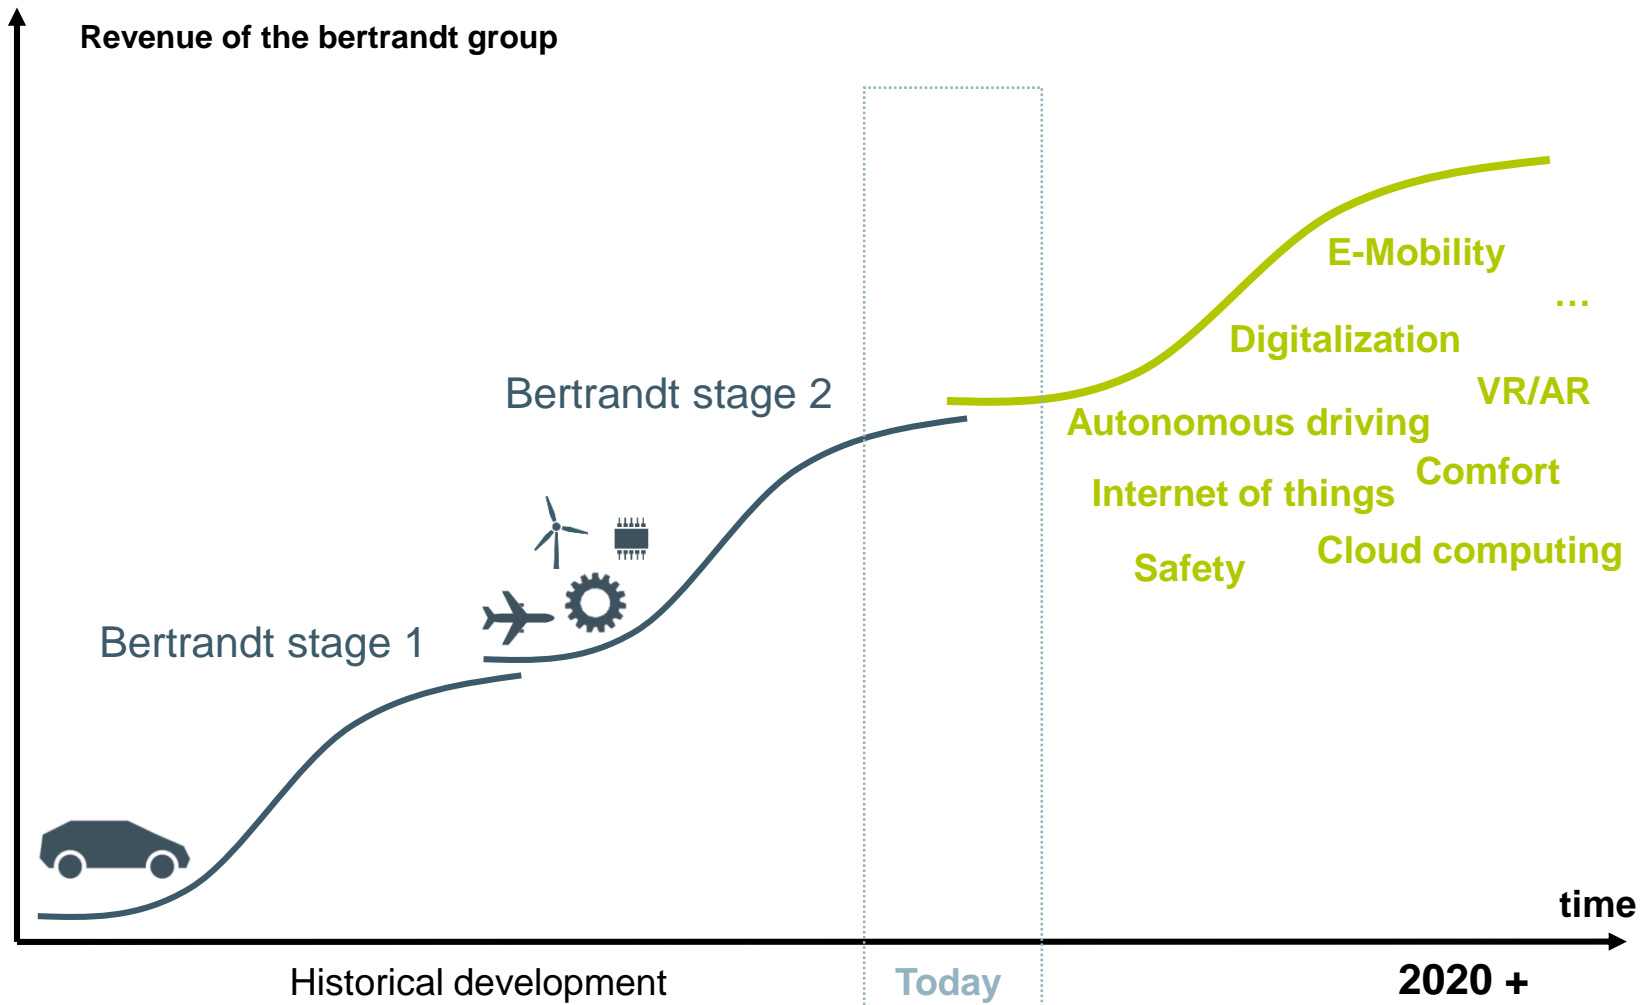 Revenue of the bertrandt group
E-Mobility
…
Digitalization
Bertrandt stage 2
VR/AR
Autonomous driving
Comfort
Internet of things
Cloud computing
Safety
Bertrandt stage 1
time
Historical development
Today
2020 +